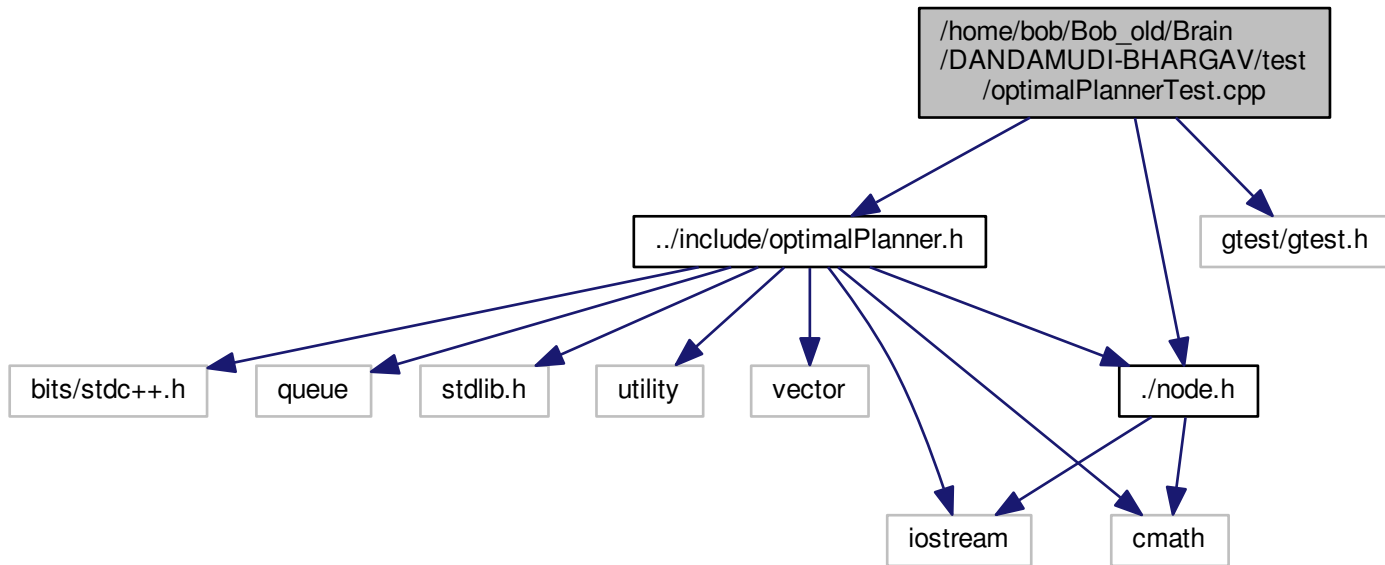 /home/bob/Bob_old/Brain
/DANDAMUDI-BHARGAV/test
/optimalPlannerTest.cpp
../include/optimalPlanner.h
gtest/gtest.h
bits/stdc++.h
queue
stdlib.h
utility
vector
./node.h
iostream
cmath